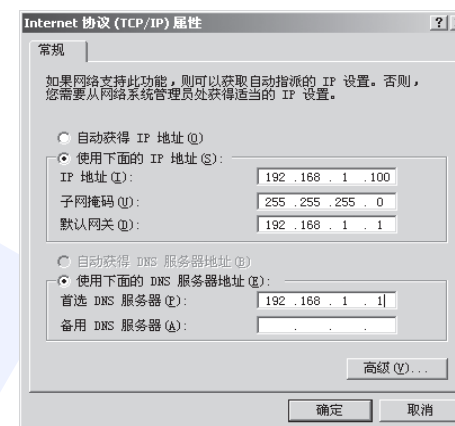 Internet 协议 (TCP/IP) 属性
常规
如果网络支持此功能，则可以获取自动指派的 IP 设置。否则，
您需要从网络系统管理员处获得适当的 IP 设置。
自动获得 IP 地址(O)
使用下面的 IP 地址(S):
IP 地址(I): 192 .168 . 1 .100
子网掩码(U): 255 .255 .255 . 0
默认网关(D): 192 .168 . 1 . 1
自动获得 DNS 服务器地址(B)
使用下面的 DNS 服务器地址(E):
首选 DNS 服务器(P): 192 .168 . 1 . 1
备用 DNS 服务器(A): . . .
高级(V)...
确定 取消